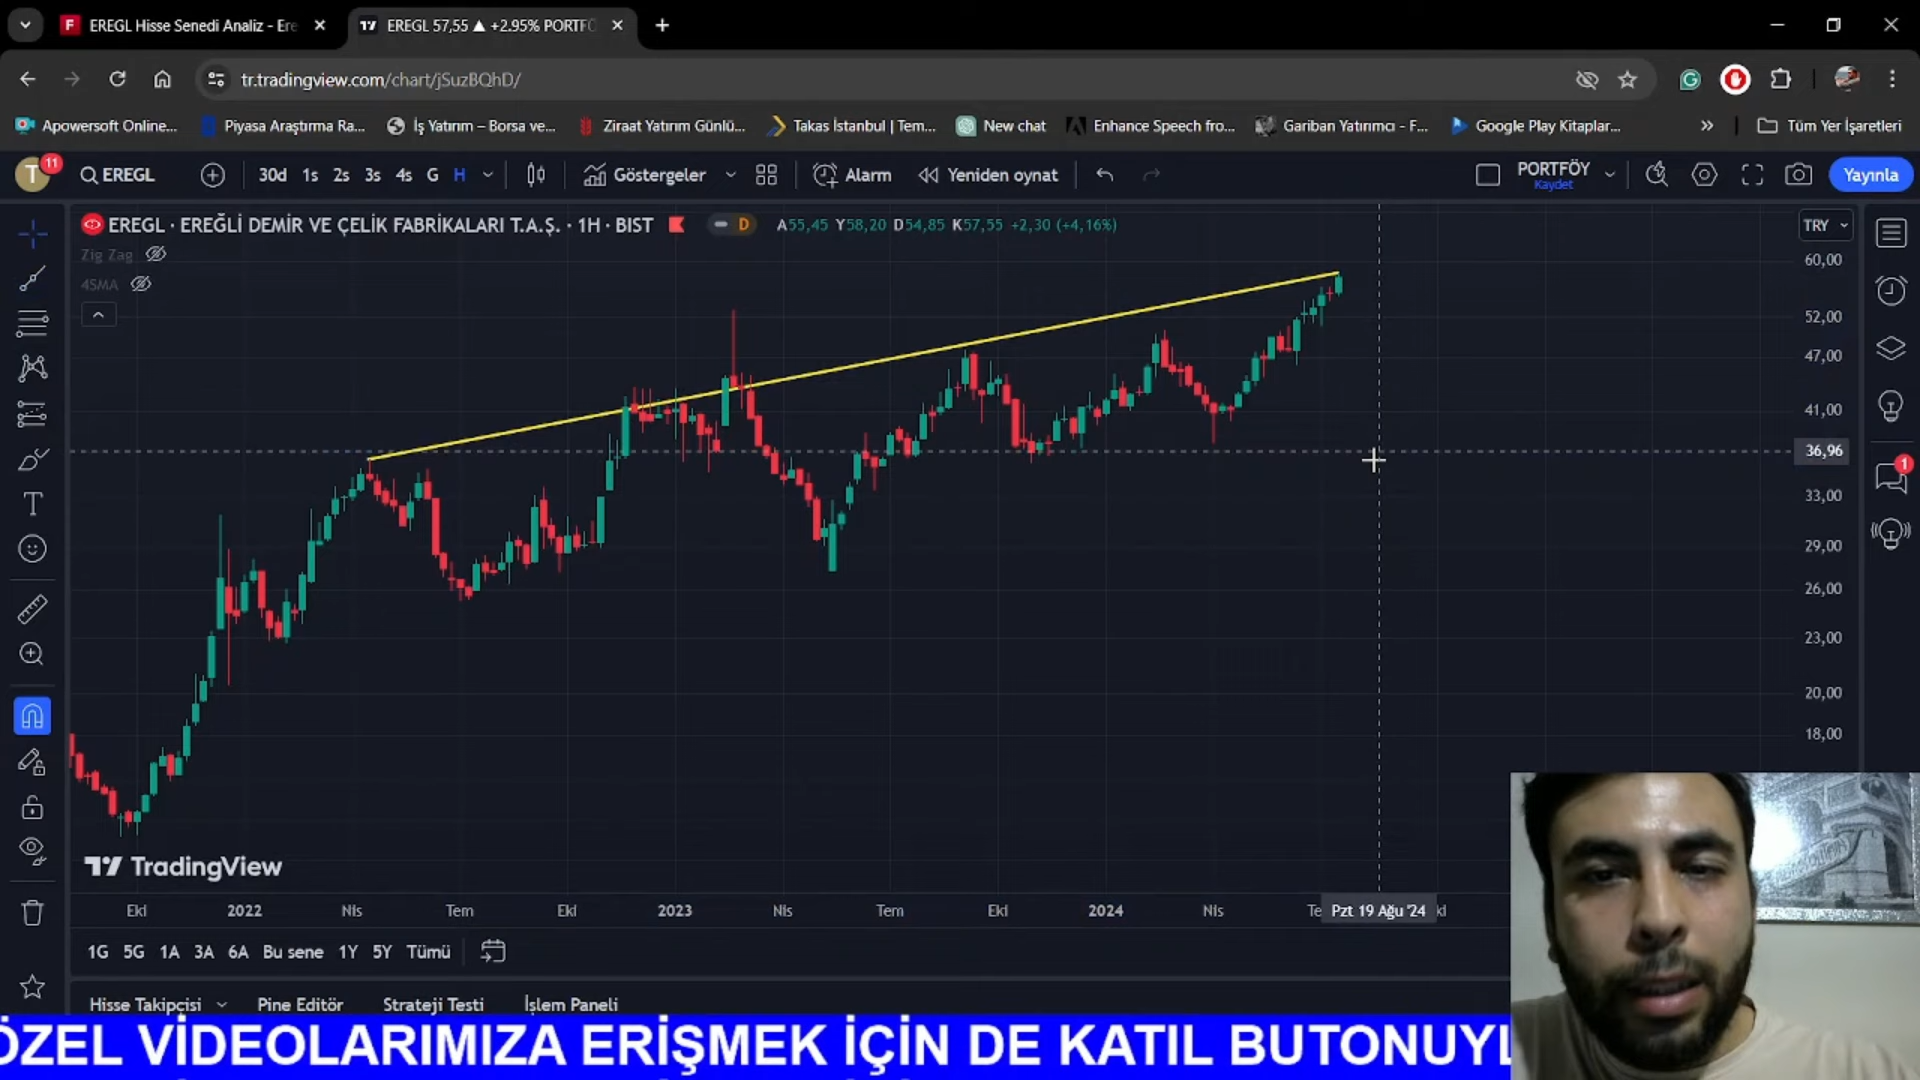 EREGL Hisse Senedi Analiz - Ere
EREGL 57,55 ▲ +2.95% PORTFÖ
tr.tradingview.com/chart/jSuzBQhD/
Apowersoft Online...
Piyasa Araştırma Ra...
İş Yatırım – Borsa ve...
Ziraat Yatırım Günlü...
Takas İstanbul | Tem...
New chat
Enhance Speech fro...
Gariban Yatırımcı - F...
Google Play Kitaplar...
Tüm Yer İşaretleri
T
11
EREGL
30d 1s 2s 3s 4s G H
Göstergeler
Alarm
Yeniden oynat
PORTFÖY
Kaydet
Yayınla
EREGL · EREĞLİ DEMİR VE ÇELİK FABRİKALARI T.A.Ş. · 1H · BIST
D
A55,45 Y58,20 D54,85 K57,55 +2,30 (+4,16%)
TRY
Zig Zag
4SMA
60,00
52,00
47,00
41,00
36,96
33,00
29,00
26,00
23,00
20,00
18,00
1
TradingView
Eki 2022 Nis Tem Eki 2023 Nis Tem Eki 2024 Nis Te Pzt 19 Ağu '24 ki
1G 5G 1A 3A 6A Bu sene 1Y 5Y Tümü
Hisse Takipçisi Pine Editör Strateji Testi İşlem Paneli
ÖZEL VİDEOLARIMIZA ERİŞMEK İÇİN DE KATIL BUTONUYL